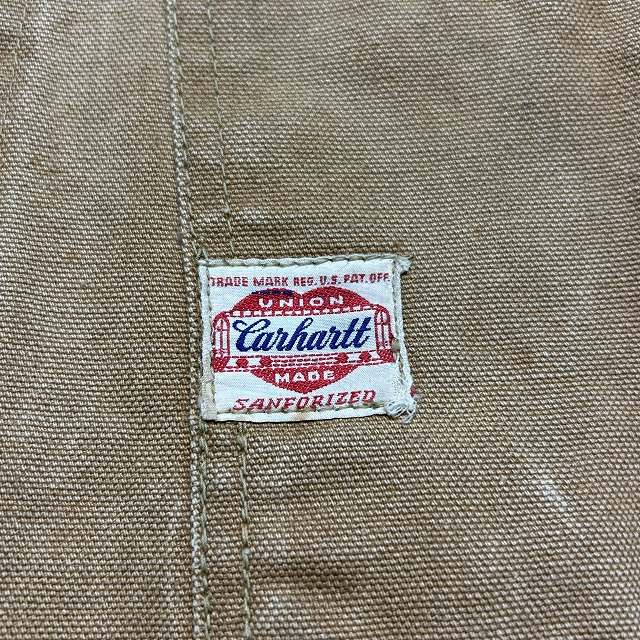 TRADE MARK REG. U.S. PAT. OFF.
UNION
Carhartt
MADE
SANFORIZED